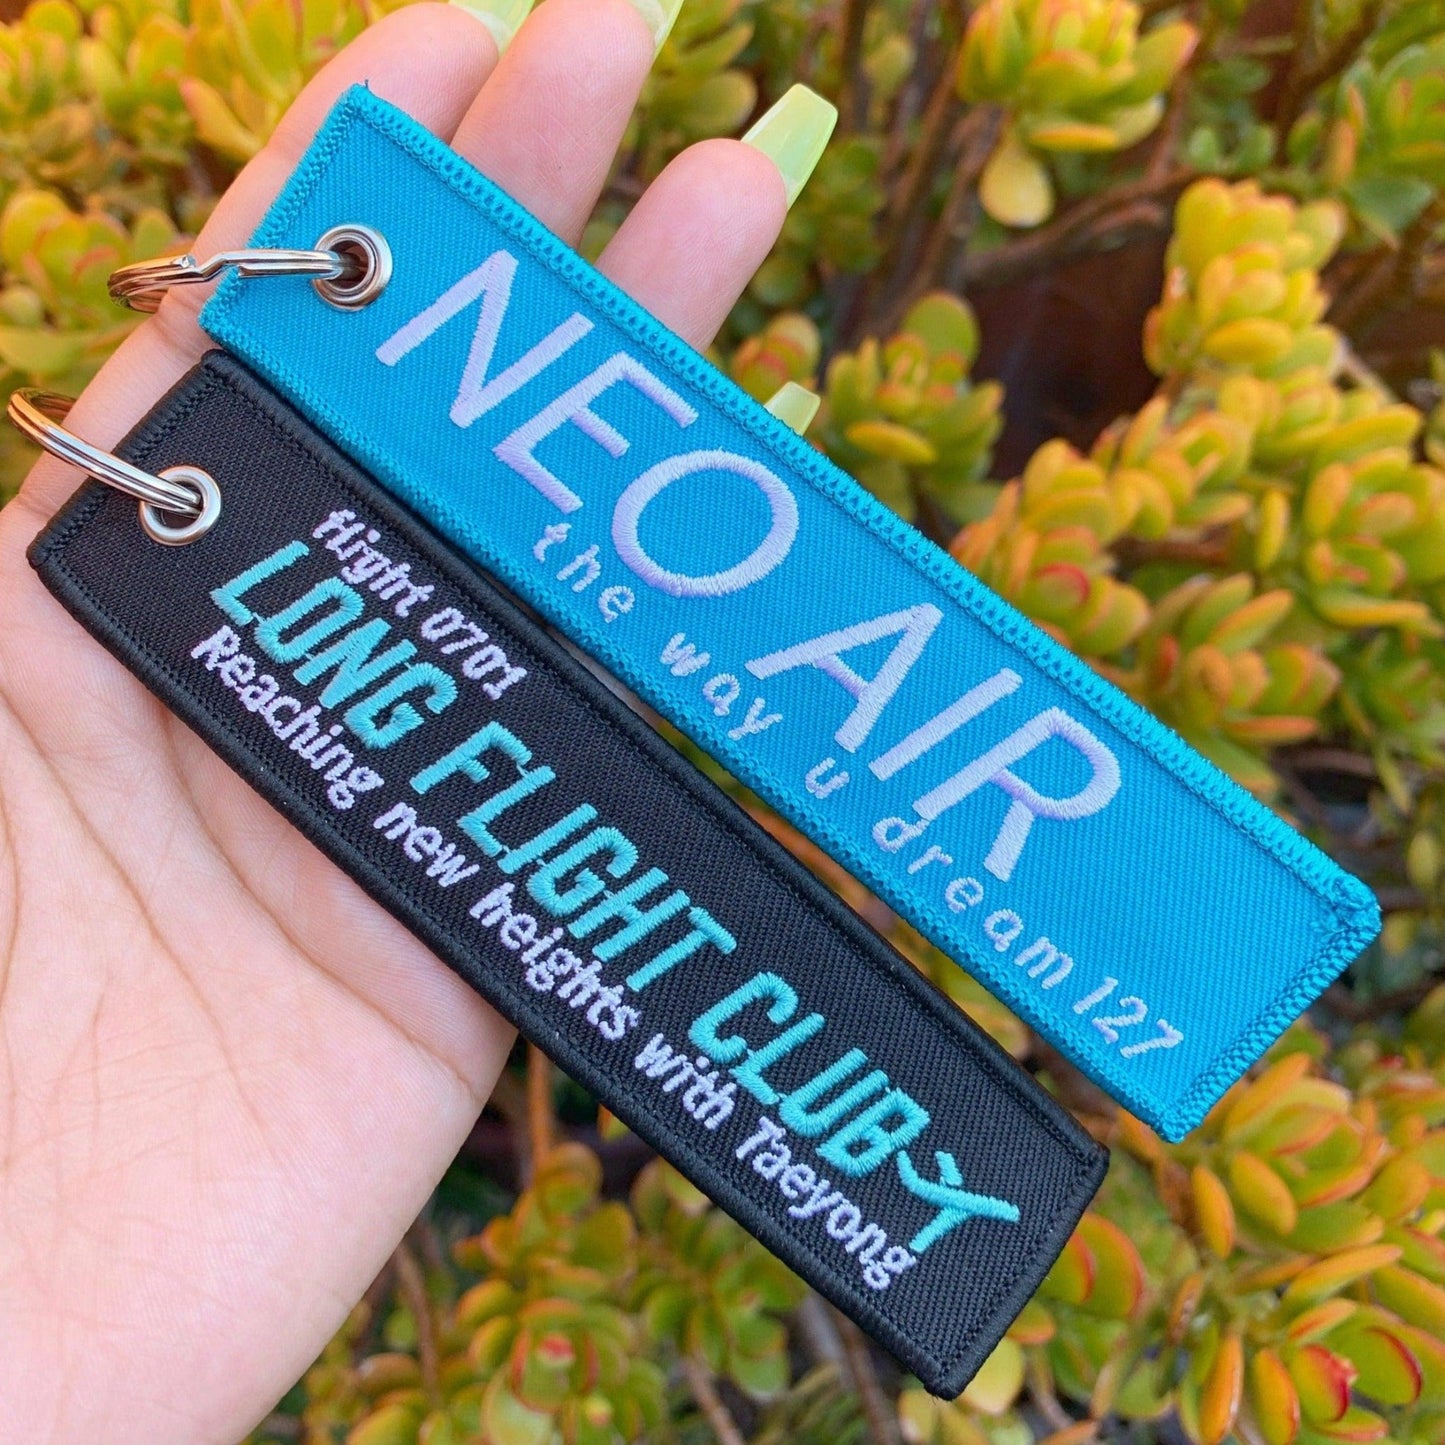 NEO AIR
the way u dream 127
flight 0701
LONG FLIGHT CLUB
Reaching new heights with Taeyong